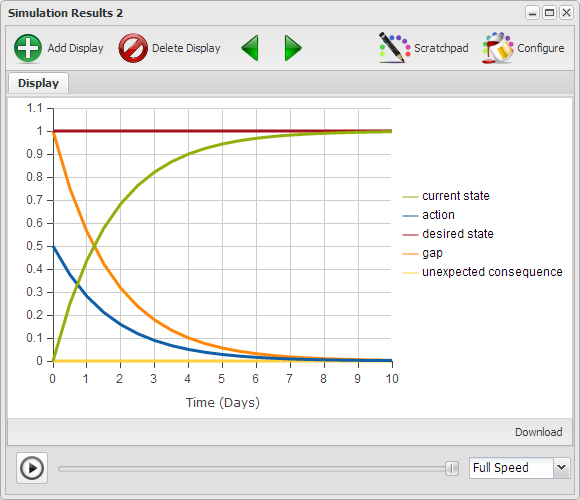 Simulation Results 2
Add Display Delete Display Scratchpad Configure
Display
1.1
1
0.9
0.8
0.7
0.6
0.5
0.4
0.3
0.2
0.1
0
0 1 2 3 4 5 6 7 8 9 10
Time (Days)
current state
action
desired state
gap
unexpected consequence
Download
Full Speed